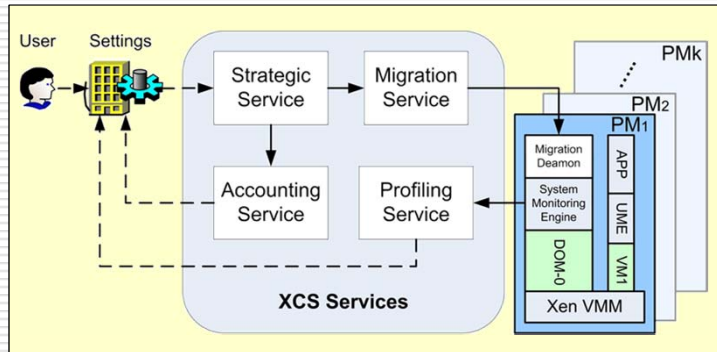 User
Settings
Strategic
Service
Migration
Service
Accounting
Service
Profiling
Service
XCS Services
PMk
PM2
PM1
Migration
Deamon
System
Monitoring
Engine
DOM-0
APP
UME
VM1
Xen VMM